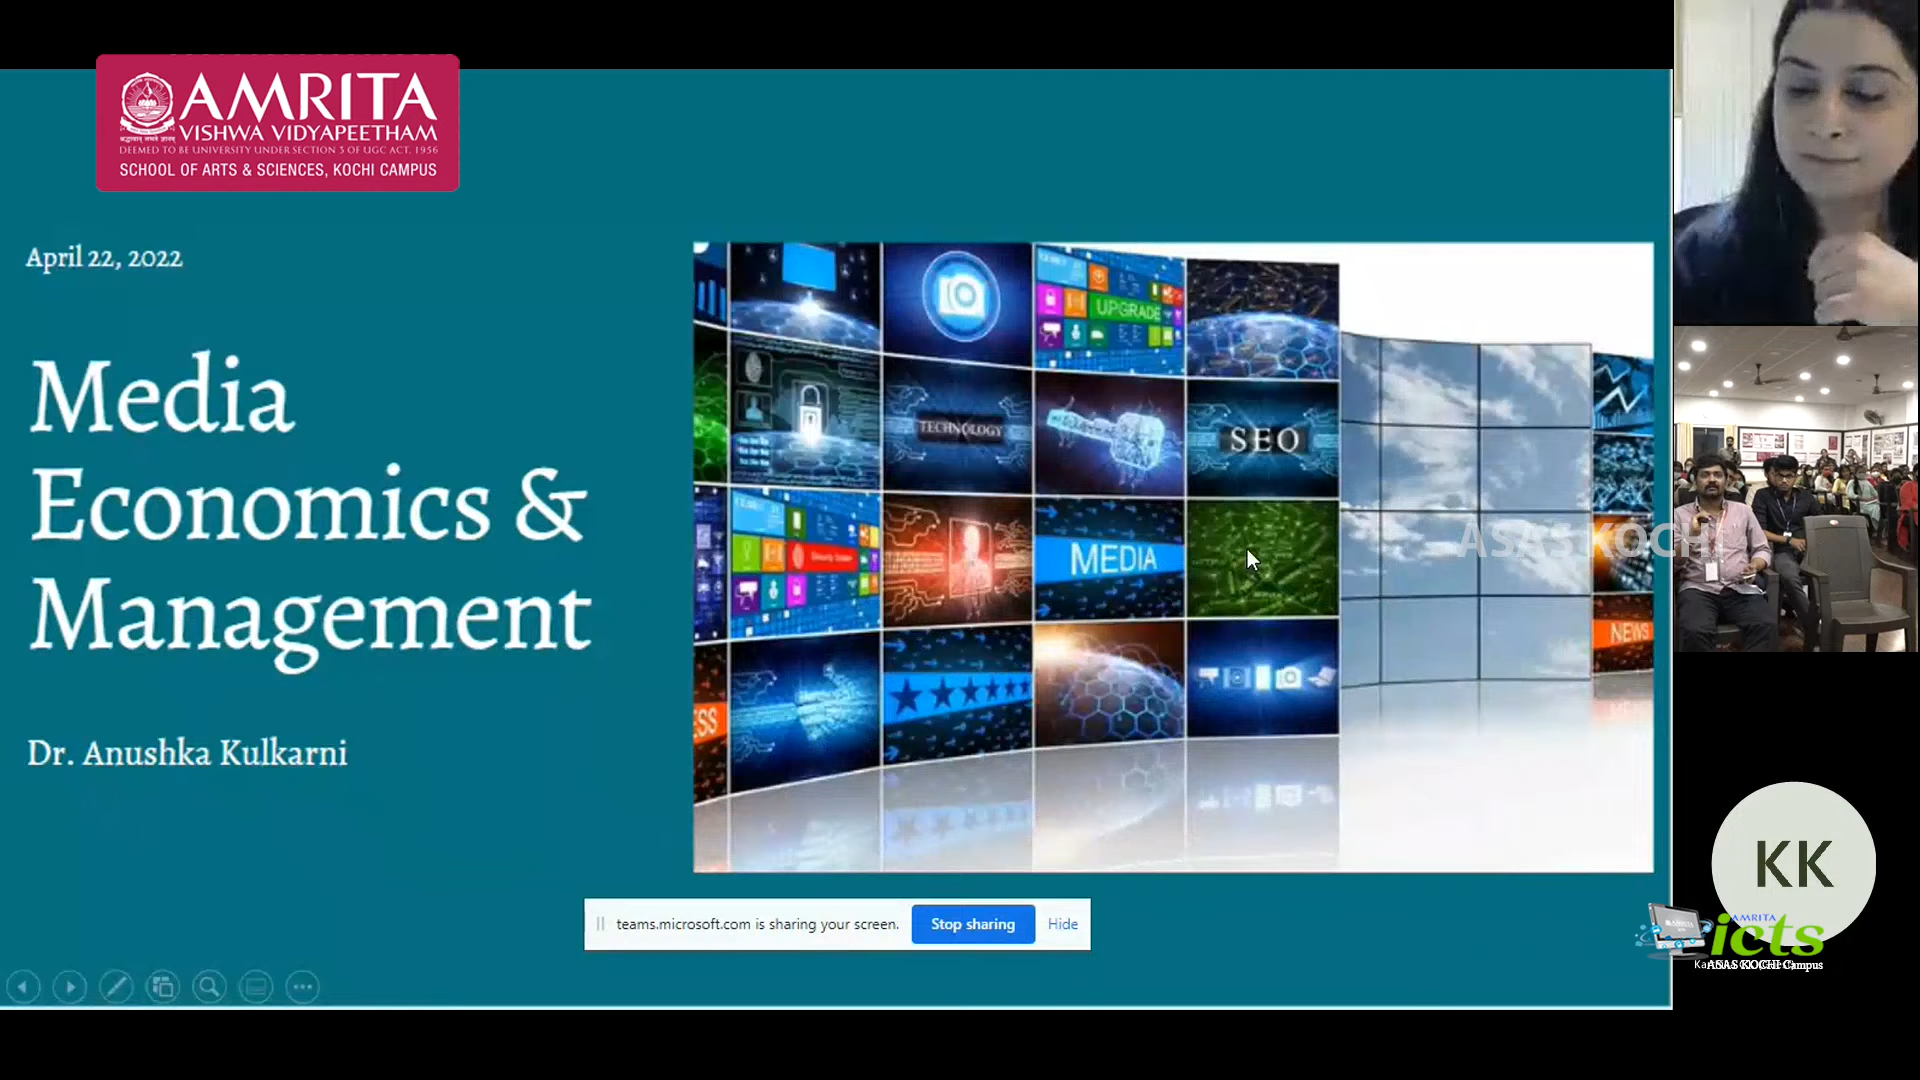 AMRITA
VISHWA VIDYAPEETHAM
DEEMED TO BE UNIVERSITY UNDER SECTION 3 OF UGC ACT, 1956
SCHOOL OF ARTS & SCIENCES, KOCHI CAMPUS
April 22, 2022
Media
Economics &
Management
Dr. Anushka Kulkarni
UPGRADE
TECHNOLOGY
SEO
MEDIA
NEWS
ESS
ASAS KOCHI
teams.microsoft.com is sharing your screen.
Stop sharing
Hide
KK
AMRITA
icts
ASAS KOCHI Campus